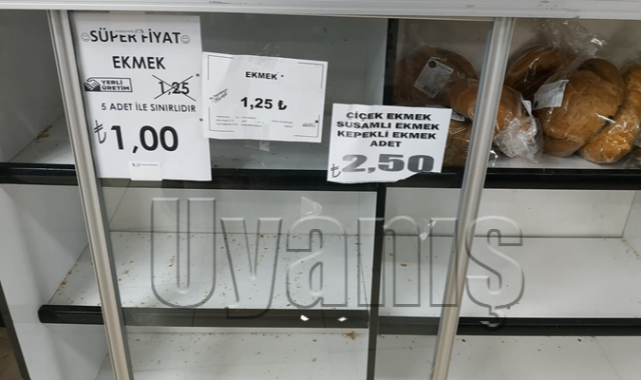 SÜPER FİYAT
EKMEK
YERLİ
ÜRETİM
1,25
5 ADET İLE SINIRLIDIR
₺1,00
EKMEK
1,25 ₺
ÇİÇEK EKMEK
SUSAMLI EKMEK
KEPEKLİ EKMEK
ADET
₺2,50
Uyanış